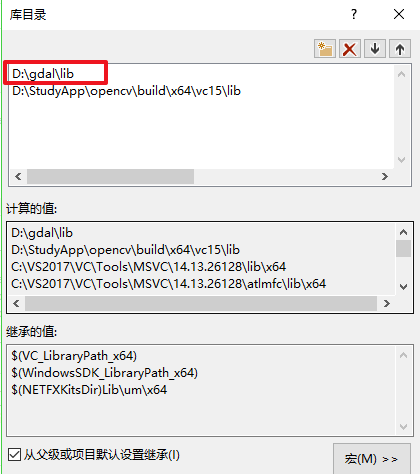 库目录
?
D:\gdal\lib
D:\StudyApp\opencv\build\x64\vc15\lib
计算的值:
D:\gdal\lib
D:\StudyApp\opencv\build\x64\vc15\lib
C:\VS2017\VC\Tools\MSVC\14.13.26128\lib\x64
C:\VS2017\VC\Tools\MSVC\14.13.26128\atlmfc\lib\x64
继承的值:
$(VC_LibraryPath_x64)
$(WindowsSDK_LibraryPath_x64)
$(NETFXKitsDir)Lib\um\x64
从父级或项目默认设置继承(I)
宏(M) >>